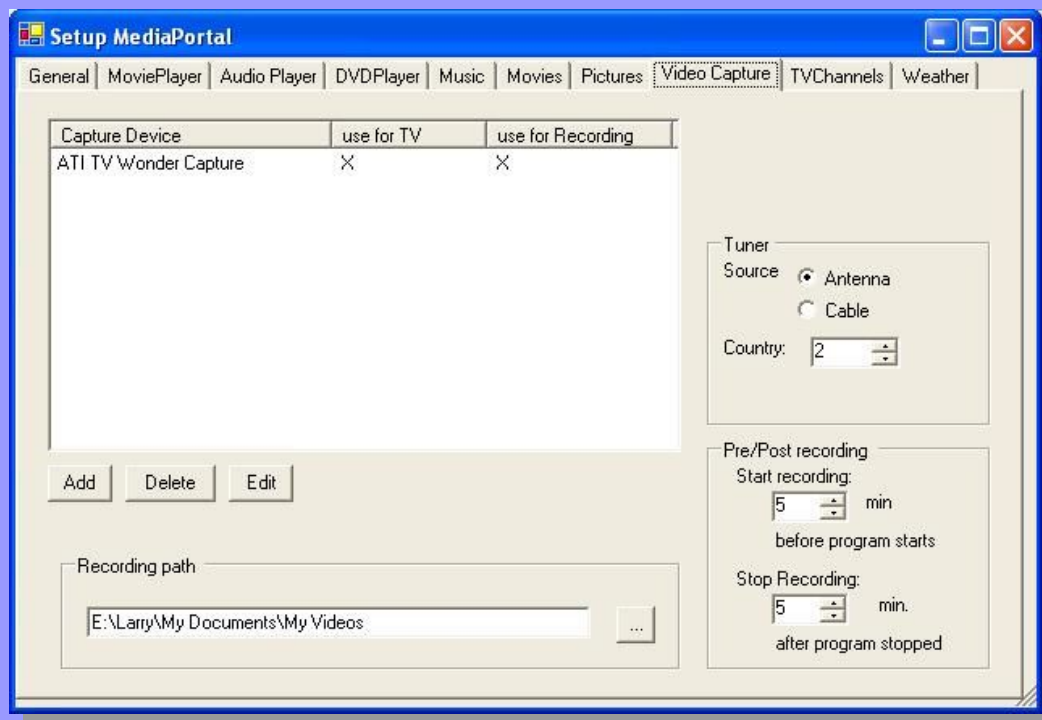 Setup MediaPortal
General MoviePlayer Audio Player DVDPlayer Music Movies Pictures Video Capture TVChannels Weather
Capture Device use for TV use for Recording
ATI TV Wonder Capture X X
Tuner
Source Antenna
Cable
Country: 2
Add Delete Edit
Pre/Post recording
Start recording:
5 min
before program starts
Stop Recording:
5 min.
after program stopped
Recording path
E:\Larry\My Documents\My Videos ...